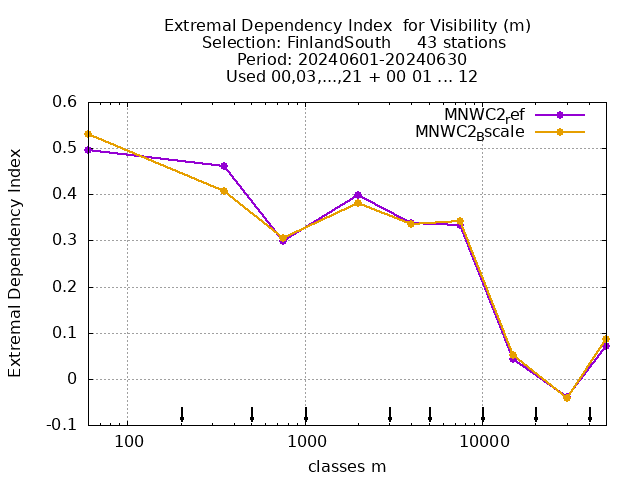 Extremal Dependency Index  for Visibility (m)
Selection: FinlandSouth     43 stations
Period: 20240601-20240630
Used 00,03,...,21 + 00 01 ... 12
MNWC2_ref
MNWC2_Bscale
Extremal Dependency Index
0.6
0.5
0.4
0.3
0.2
0.1
0
-0.1
100
1000
10000
classes m